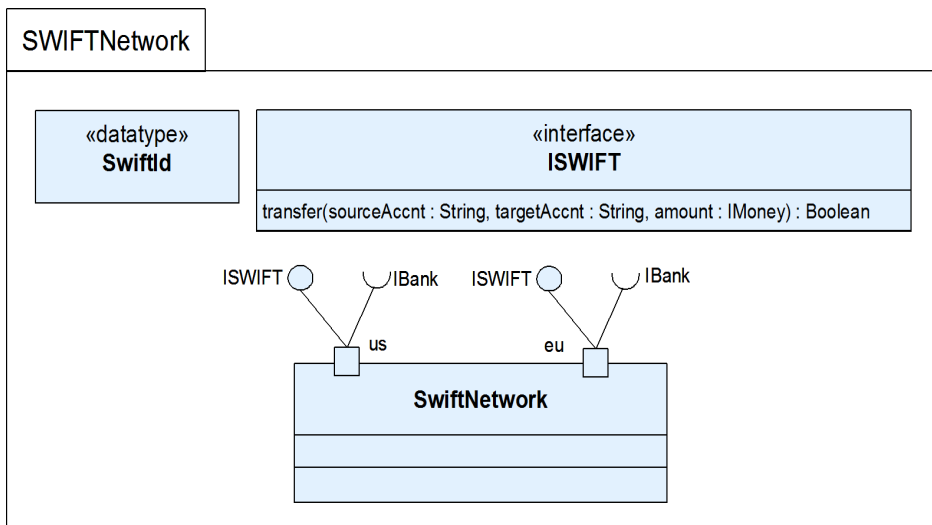 SWIFTNetwork
«datatype»
SwiftId
«interface»
ISWIFT
transfer(sourceAccnt : String, targetAccnt : String, amount : IMoney) : Boolean
ISWIFT
IBank
ISWIFT
IBank
us
eu
SwiftNetwork